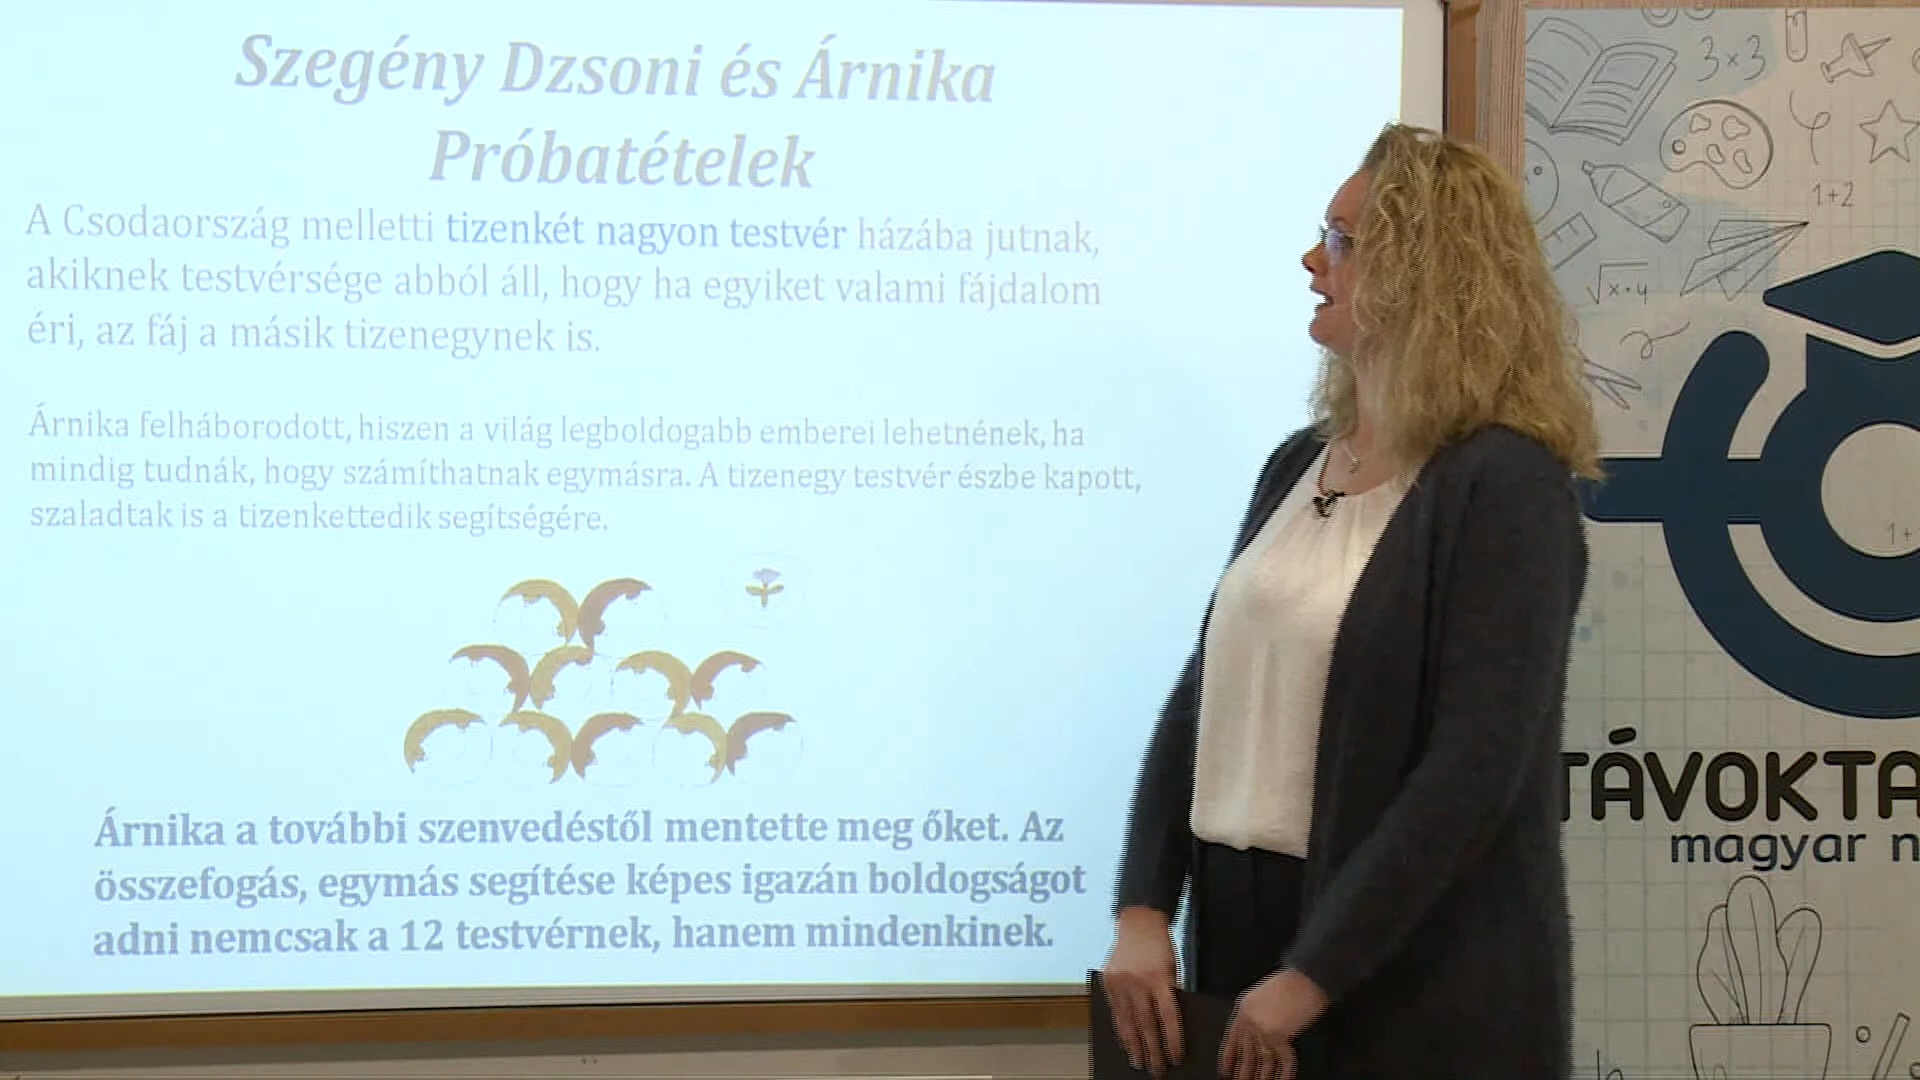 Szegény Dzsoni és Árnika
Próbatételek
A Csodaország melletti tizenkét nagyon testvér házába jutnak,
akiknek testvérsége abból áll, hogy ha egyiket valami fájdalom
éri, az fáj a másik tizenegynek is.
Árnika felháborodott, hiszen a világ legboldogabb emberei lehetnének, ha
mindig tudnák, hogy számíthatnak egymásra. A tizenegy testvér észbe kapott,
szaladtak is a tizenkettedik segítségére.
Árnika a további szenvedéstől mentette meg őket. Az
összefogás, egymás segítése képes igazán boldogságot
adni nemcsak a 12 testvérnek, hanem mindenkinek.
3×3
1+2
√x+4
1+
TÁVOKTA
magyar n